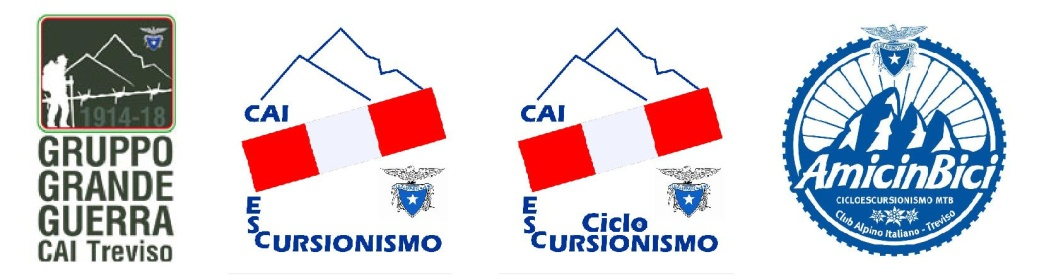 1914-18
GRUPPO
GRANDE
GUERRA
CAI Treviso
CAI
ESCURSIONISMO
CAI
Ciclo
ESCURSIONISMO
AmicinBici
CICLOESCURSIONISMO MTB
Club Alpino Italiano - Treviso